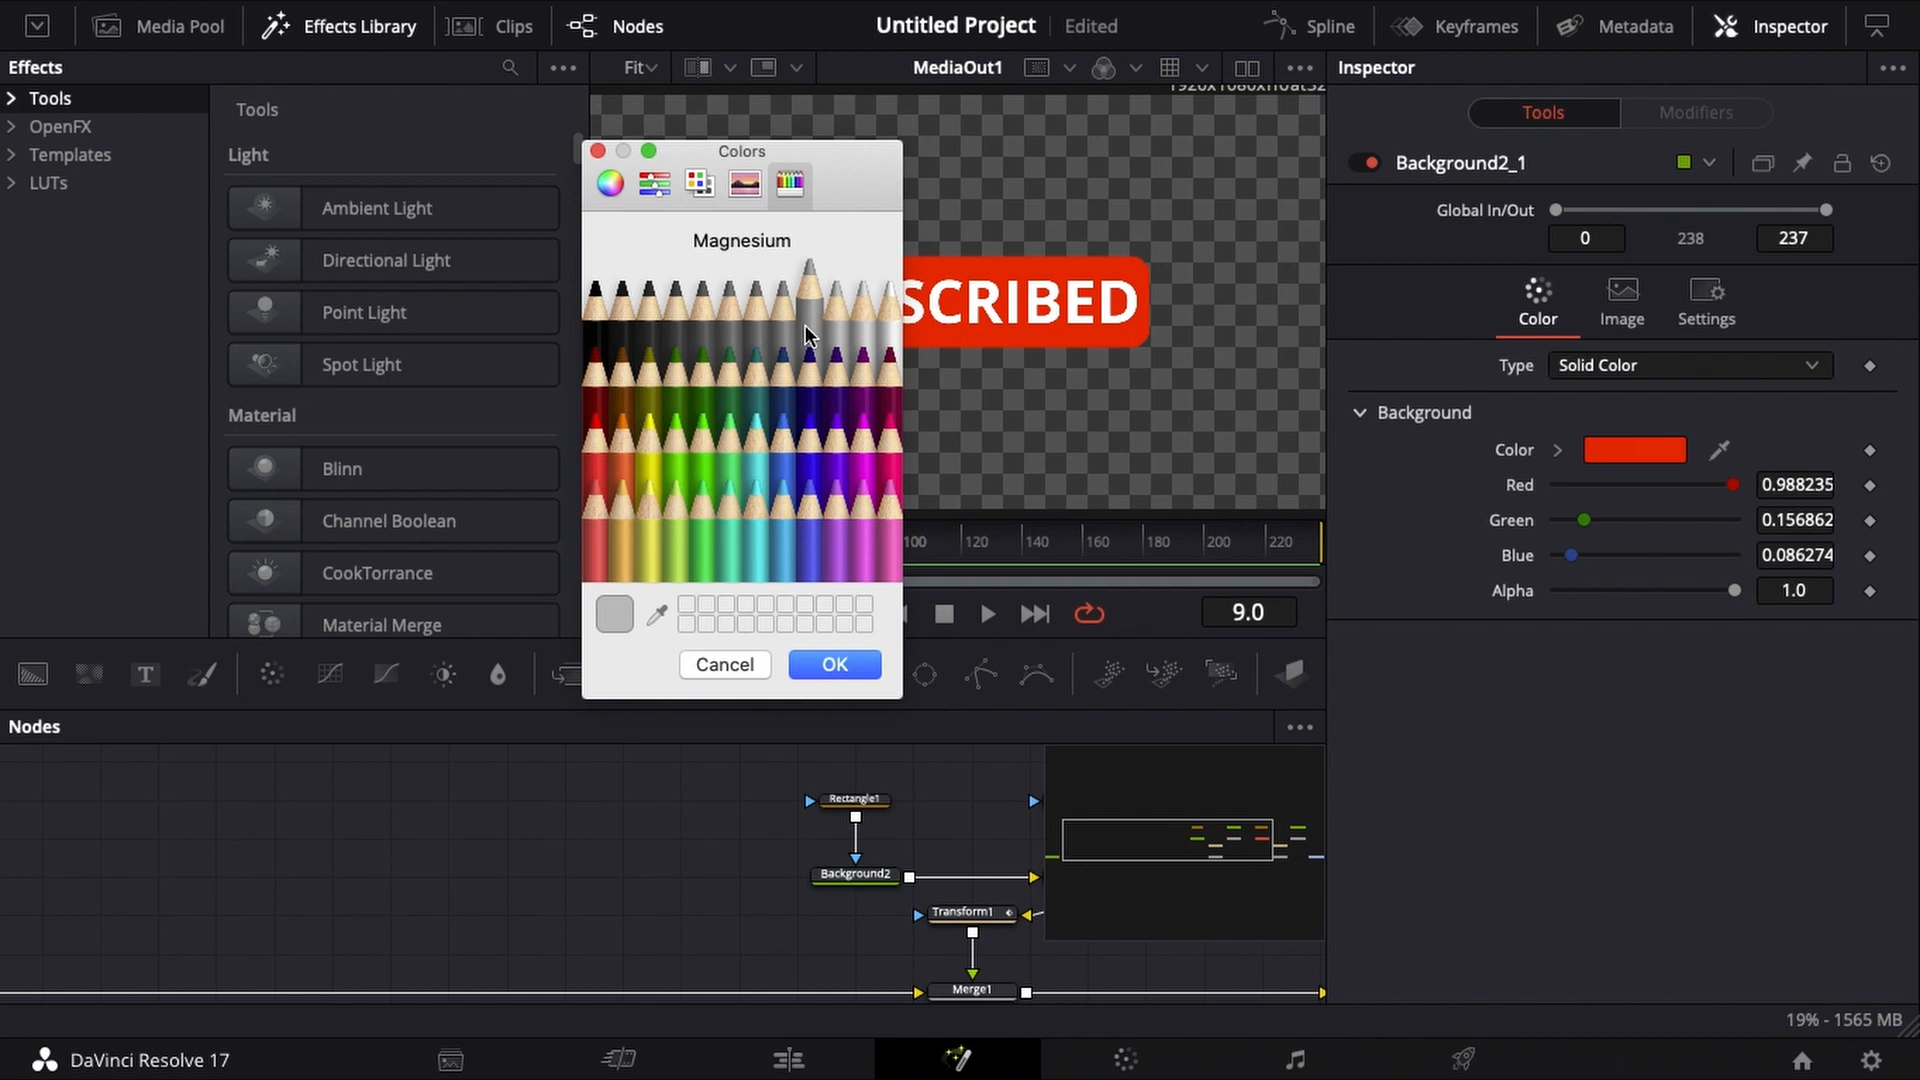 Media Pool
Effects Library
Clips
Nodes
Untitled Project
Edited
Spline
Keyframes
Metadata
Inspector
Effects
Fit
MediaOut1
Inspector
1920x1080xfloat32
Tools
OpenFX
Templates
LUTs
Tools
Light
Ambient Light
Directional Light
Point Light
Spot Light
Material
Blinn
Channel Boolean
CookTorrance
Material Merge
Colors
Magnesium
Cancel
OK
SCRIBED
100 120 140 160 180 200 220
9.0
Tools
Modifiers
Background2_1
Global In/Out
0
238
237
Color
Image
Settings
Type
Solid Color
Background
Color
Red
0.988235
Green
0.156862
Blue
0.086274
Alpha
1.0
Nodes
Rectangle1
Background2
Transform1
Merge1
19% - 1565 MB
DaVinci Resolve 17